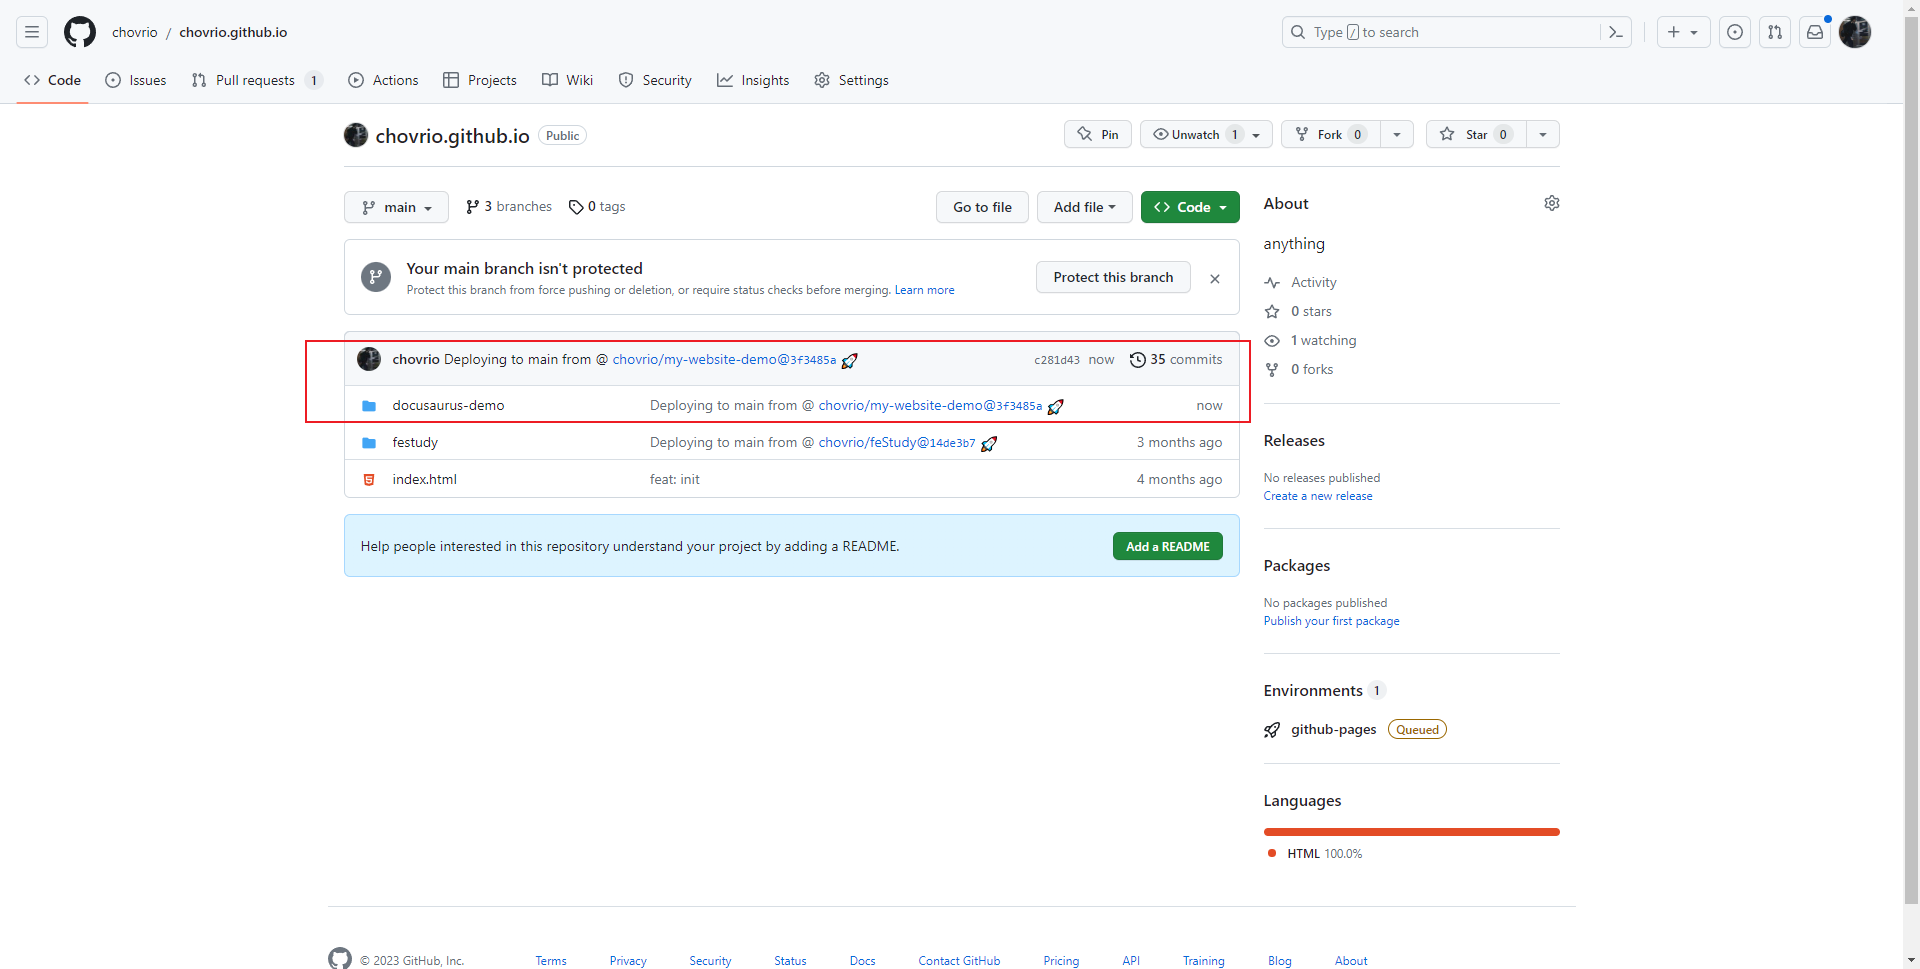 chovrio / chovrio.github.io
Type / to search
Code Issues Pull requests 1 Actions Projects Wiki Security Insights Settings
chovrio.github.io Public
Pin Unwatch 1 Fork 0 Star 0
main 3 branches 0 tags Go to file Add file Code
Your main branch isn't protected
Protect this branch from force pushing or deletion, or require status checks before merging. Learn more
Protect this branch
chovrio Deploying to main from @ chovrio/my-website-demo@3f3485a 🚀 c281d43 now 35 commits
docusaurus-demo Deploying to main from @ chovrio/my-website-demo@3f3485a 🚀 now
festudy Deploying to main from @ chovrio/feStudy@14de3b7 🚀 3 months ago
index.html feat: init 4 months ago
Help people interested in this repository understand your project by adding a README. Add a README
About
anything
Activity
0 stars
1 watching
0 forks
Releases
No releases published
Create a new release
Packages
No packages published
Publish your first package
Environments 1
github-pages Queued
Languages
HTML 100.0%
© 2023 GitHub, Inc. Terms Privacy Security Status Docs Contact GitHub Pricing API Training Blog About